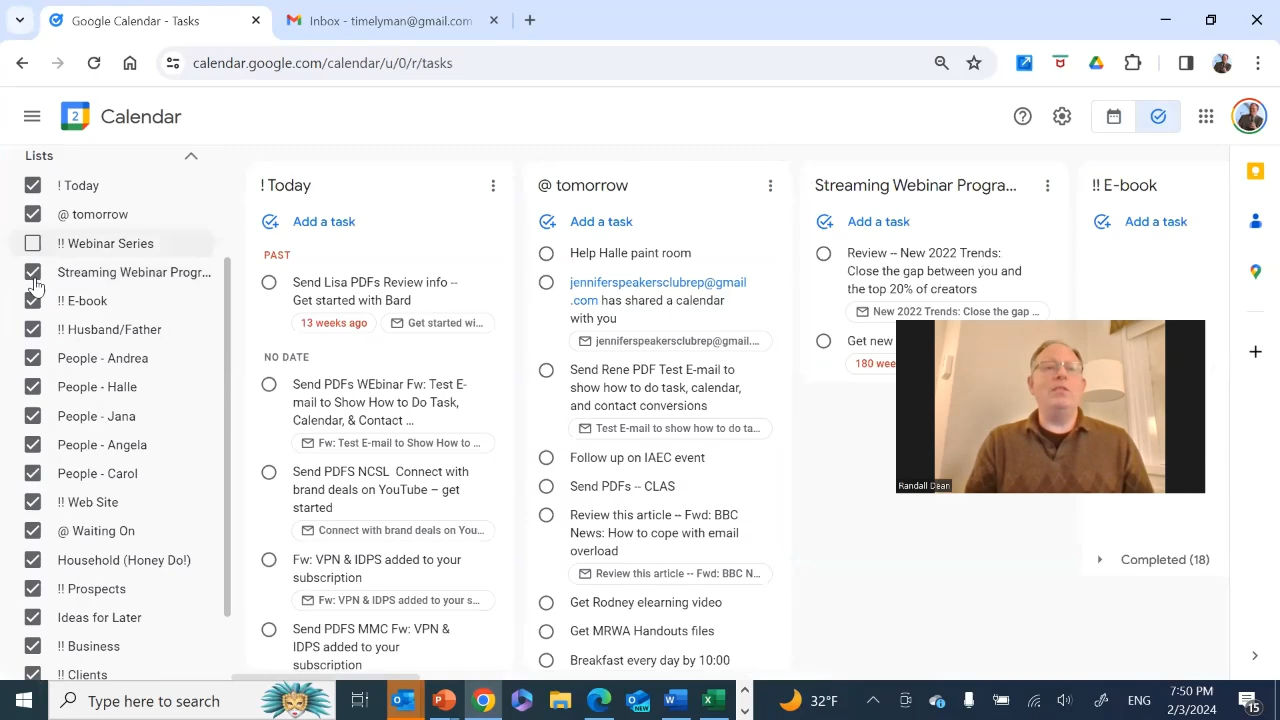 Google Calendar - Tasks
Inbox - timelyman@gmail.com
calendar.google.com/calendar/u/0/r/tasks
2
Calendar
Lists
! Today
@ tomorrow
!! Webinar Series
Streaming Webinar Progr...
!! E-book
!! Husband/Father
People - Andrea
People - Halle
People - Jana
People - Angela
People - Carol
!! Web Site
@ Waiting On
Household (Honey Do!)
!! Prospects
Ideas for Later
!! Business
!! Clients
! Today
Add a task
PAST
Send Lisa PDFs Review info --
Get started with Bard
13 weeks ago
Get started wi...
NO DATE
Send PDFs WEbinar Fw: Test E-
mail to Show How to Do Task,
Calendar, & Contact ...
Fw: Test E-mail to Show How to ...
Send PDFS NCSL  Connect with
brand deals on YouTube – get
started
Connect with brand deals on You...
Fw: VPN & IDPS added to your
subscription
Fw: VPN & IDPS added to your s...
Send PDFS MMC Fw: VPN &
IDPS added to your
subscription
@ tomorrow
Add a task
Help Halle paint room
jenniferspeakersclubrep@gmail
.com has shared a calendar
with you
jenniferspeakersclubrep@gmail....
Send Rene PDF Test E-mail to
show how to do task, calendar,
and contact conversions
Test E-mail to show how to do ta...
Follow up on IAEC event
Send PDFs -- CLAS
Review this article -- Fwd: BBC
News: How to cope with email
overload
Review this article -- Fwd: BBC N...
Get Rodney elearning video
Get MRWA Handouts files
Breakfast every day by 10:00
Streaming Webinar Progra...
Add a task
Review -- New 2022 Trends:
Close the gap between you and
the top 20% of creators
New 2022 Trends: Close the gap ...
Get new
180 wee
!! E-book
Add a task
Completed (18)
Randall Dean
Type here to search
NEW
32°F
ENG
7:50 PM
2/3/2024
15